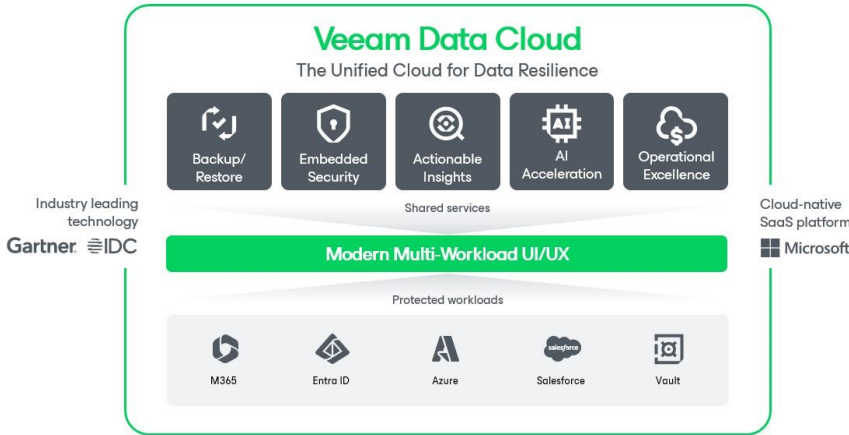 Veeam Data Cloud
The Unified Cloud for Data Resilience
Backup/
Restore
Embedded
Security
Actionable
Insights
AI
AI
Acceleration
$
Operational
Excellence
Industry leading
technology
Gartner
IDC
Shared services
Cloud-native
SaaS platform
Microsoft
Modern Multi-Workload UI/UX
Protected workloads
M365
Entra ID
Azure
salesforce
Salesforce
Vault